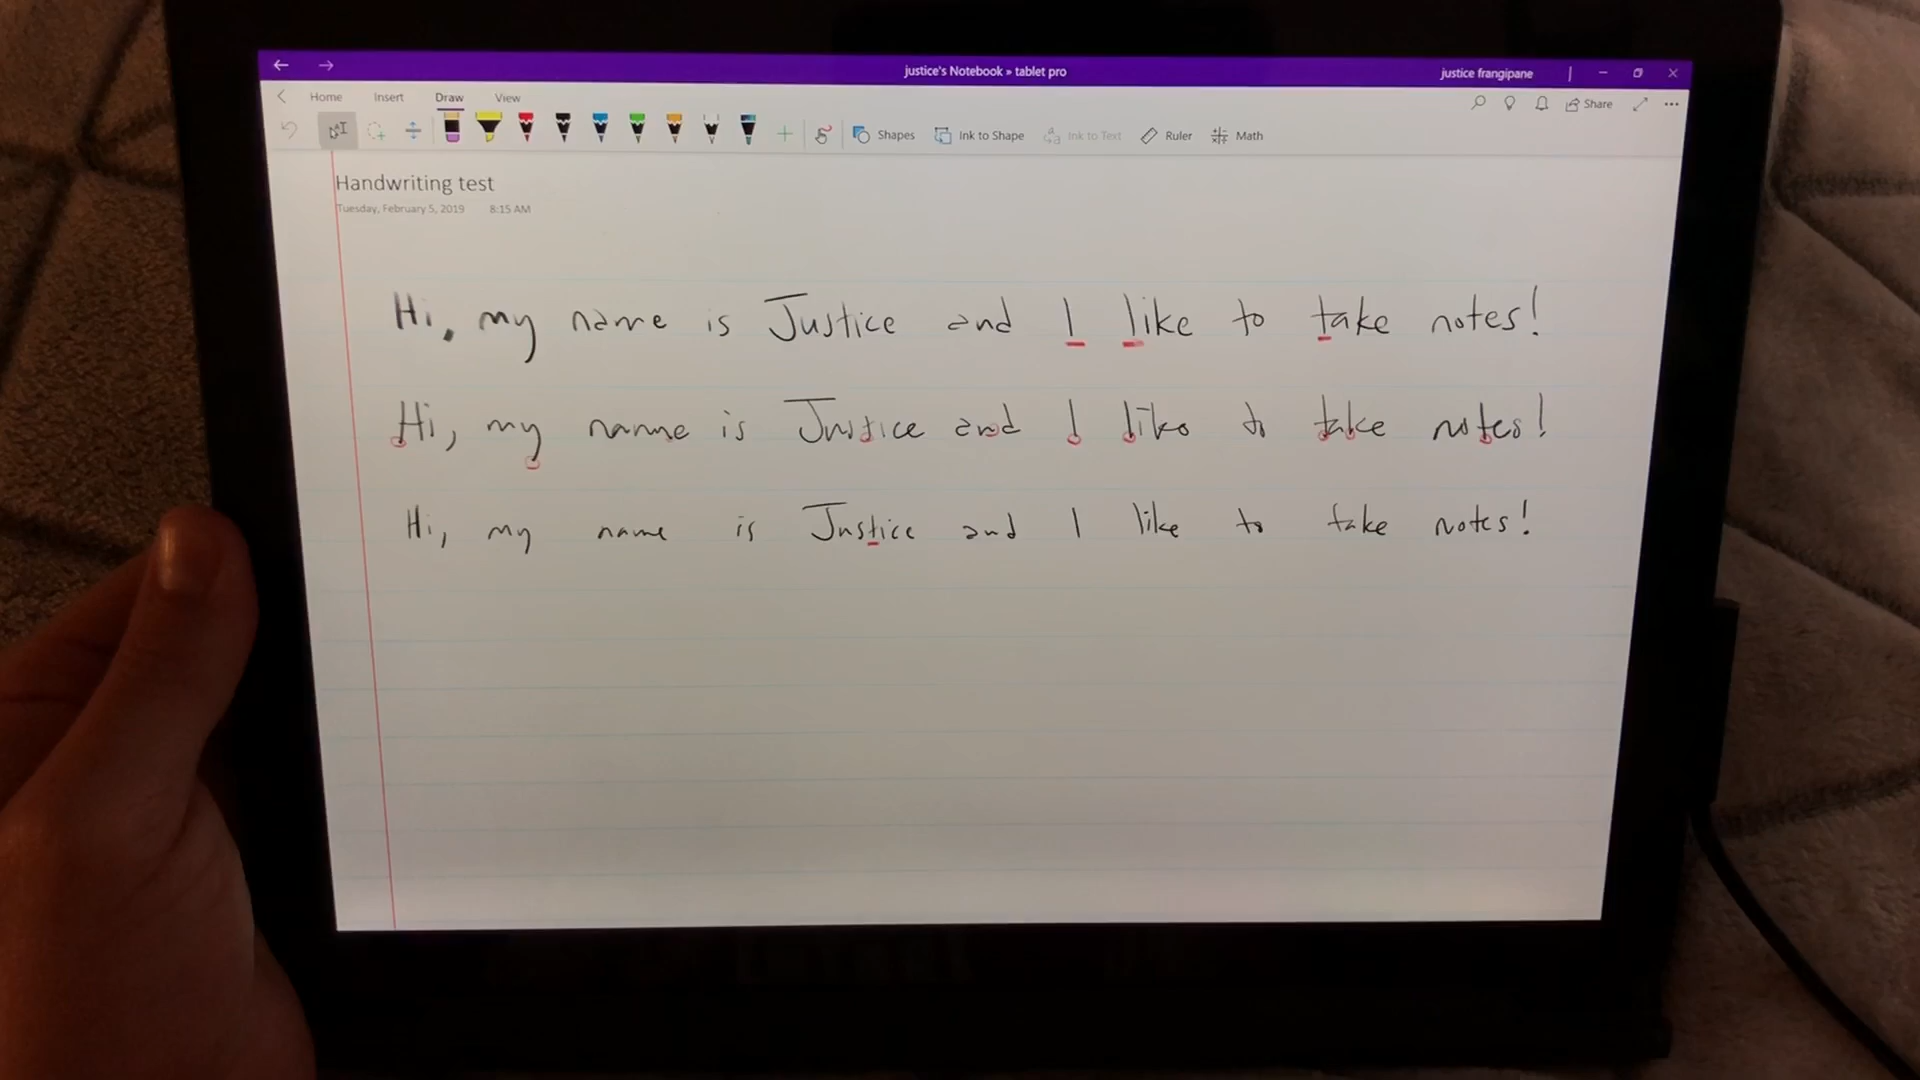 justice's Notebook » tablet pro
justice frangipane
Home Insert Draw View
Share
Shapes Ink to Shape Ink to Text Ruler Math
Handwriting test
Tuesday, February 5, 2019 8:15 AM
Hi, my name is Justice and I like to take notes!
Hi, my name is Justice and I like to take notes!
Hi, my name is Justice and I like to take notes!